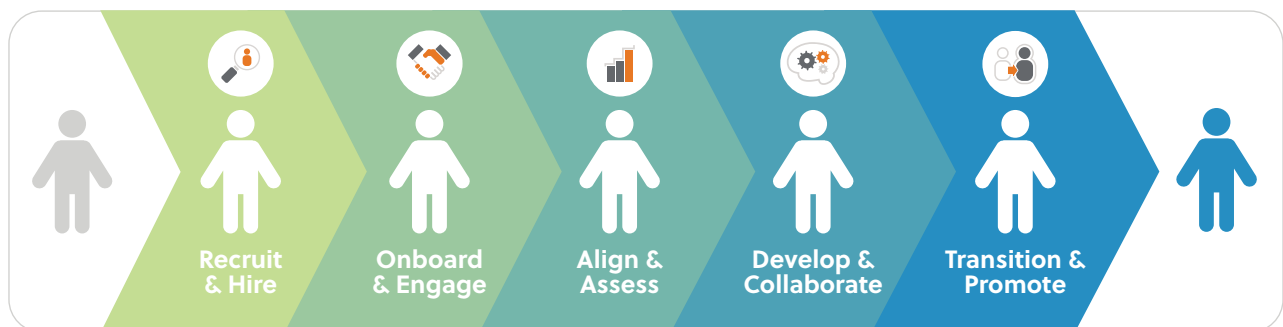 Recruit
& Hire
Onboard
& Engage
Align &
Assess
Develop &
Collaborate
Transition &
Promote